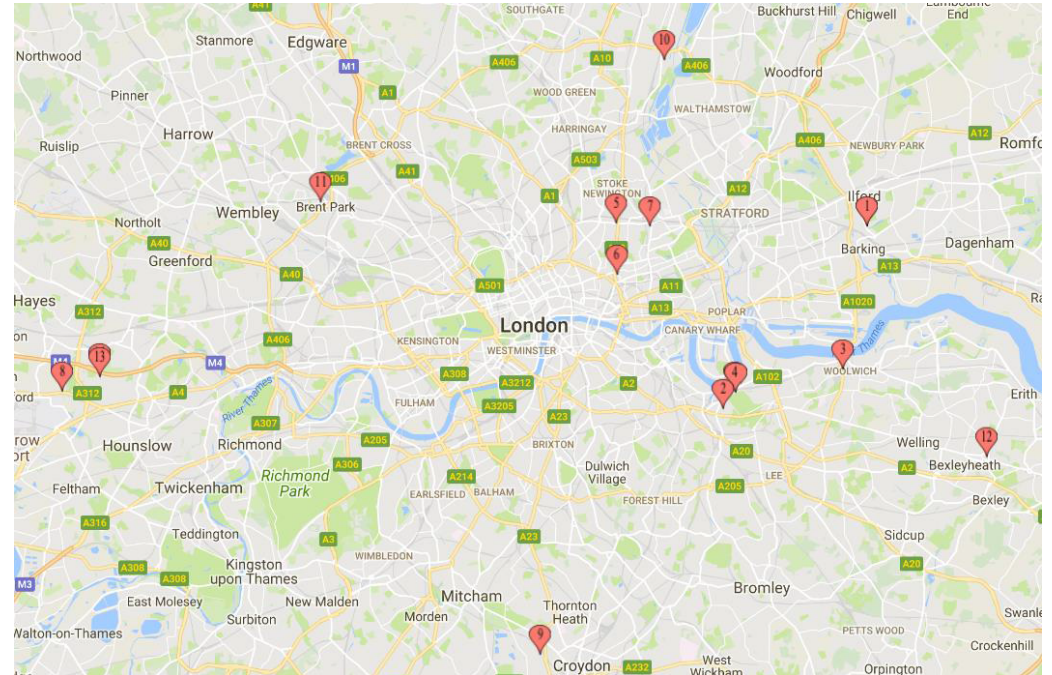 A41
SOUTHGATE
Buckhurst Hill
Chigwell
End
Stanmore
Edgware
10
Northwood
M1
A406
A10
A406
Woodford
Pinner
A1
WOOD GREEN
WALTHAMSTOW
Harrow
HARRINGAY
A12
Ruislip
BRENT CROSS
A406
NEWBURY PARK
Romfo
A503
A41
STOKE
NEWINGTON
A12
Ilford
11
406
A1
5
7
1
Wembley
Brent Park
STRATFORD
Northolt
A40
Barking
Dagenham
Greenford
6
A13
A40
A501
A11
Hayes
A312
A13
POPLAR
A1020
London
CANARY WHARF
Thames
A406
KENSINGTON
WESTMINSTER
3
13
M4
WOOLWICH
8
A308
A3212
A2
4
A102
A312
A4
2
Erith
River Thames
FULHAM
A3205
A23
A307
Hounslow
Richmond
A205
BRIXTON
12
Welling
A20
Richmond
Park
A306
A214
Dulwich
Village
LEE
A2
Bexleyheath
Feltham
Twickenham
EARLSFIELD
BALHAM
FOREST HILL
A205
Bexley
A316
Teddington
A3
A23
Sidcup
WIMBLEDON
A308
A308
Kingston
upon Thames
A20
M3
Bromley
East Molesey
New Malden
Mitcham
Thornton
Heath
Surbiton
Morden
Swanle
Walton-on-Thames
9
PETTS WOOD
Crockenhill
Croydon
A232
West
Wickham
Orpington